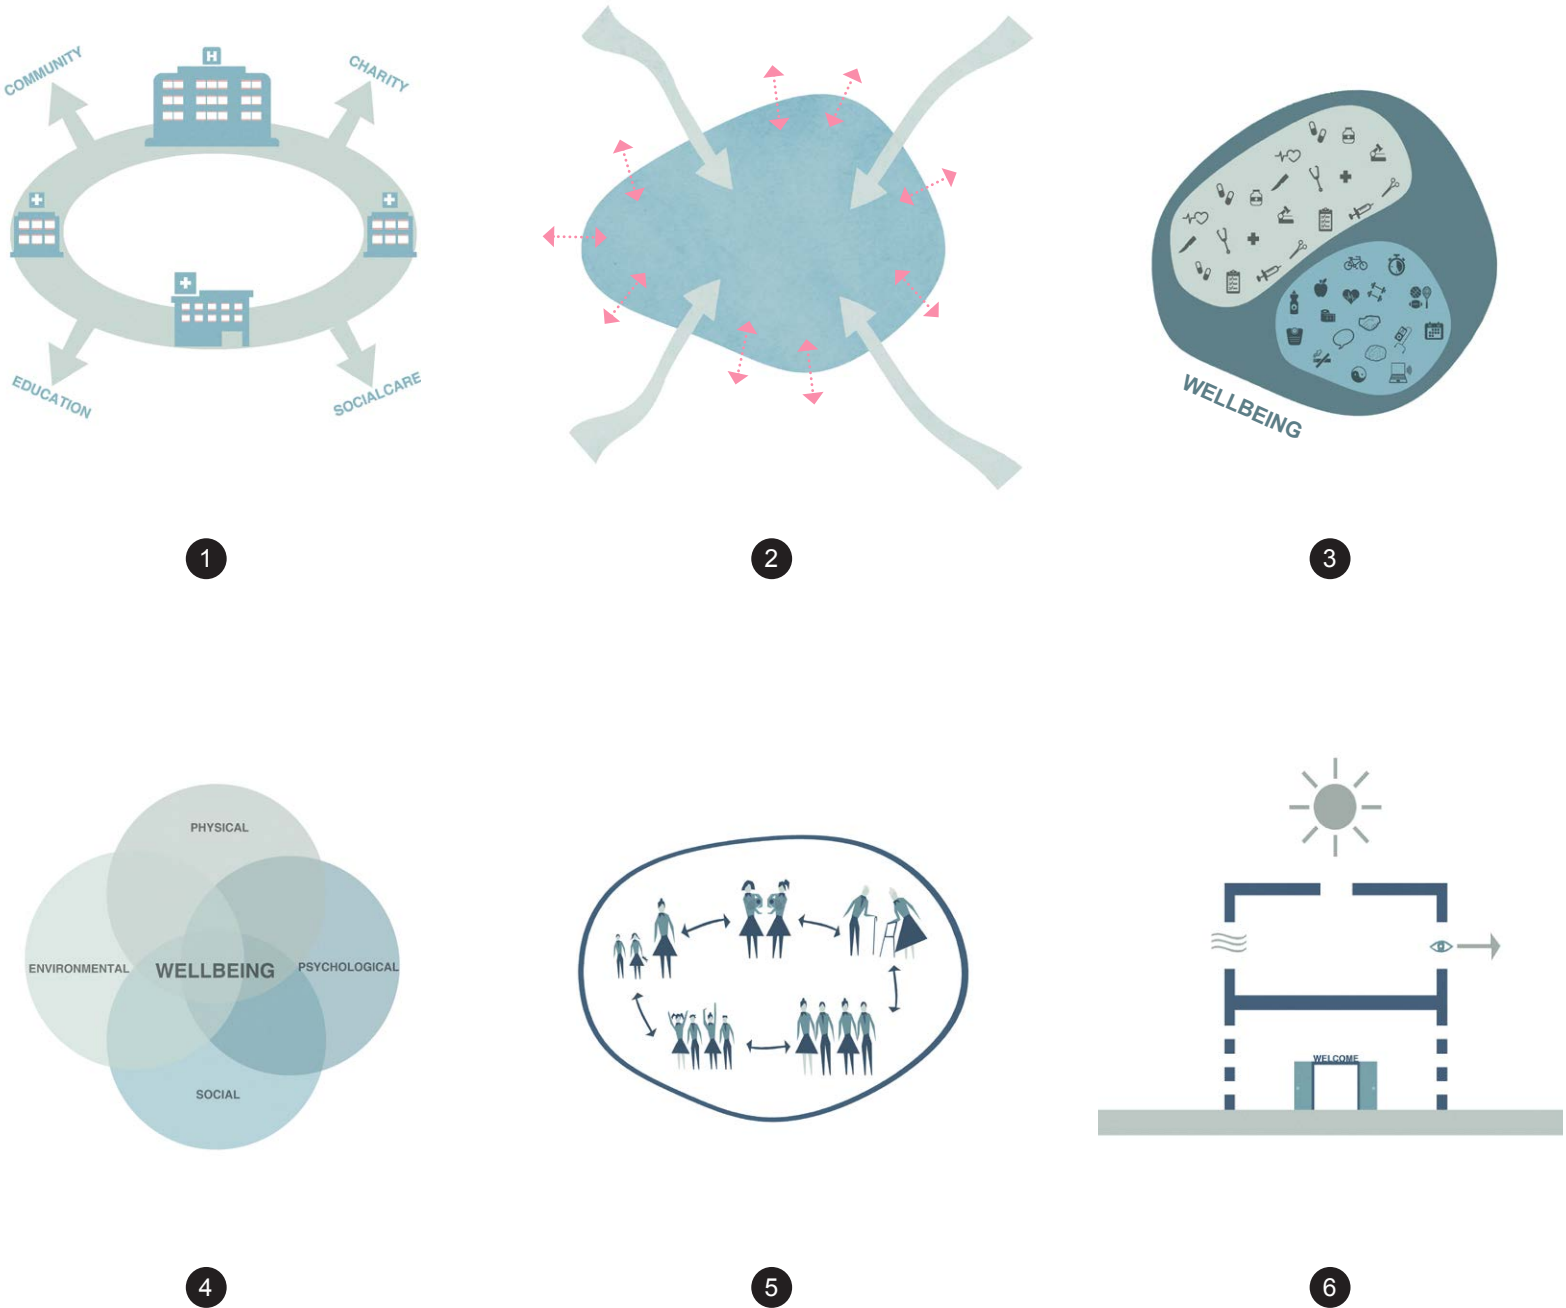 COMMUNITY
CHARITY
H
EDUCATION
SOCIALCARE
WELLBEING
1
2
3
PHYSICAL
ENVIRONMENTAL
WELLBEING
PSYCHOLOGICAL
SOCIAL
WELCOME
4
5
6